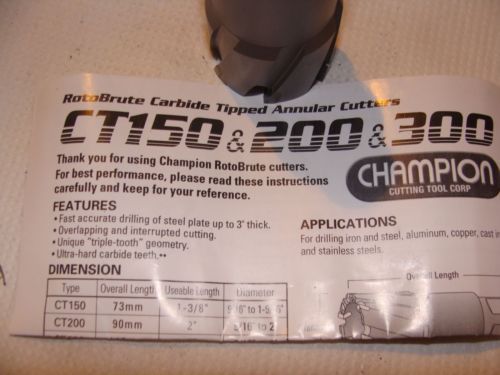 RotoBrute Carbide Tipped Annular Cutters
CT150 & 200 & 300
Thank you for using Champion RotoBrute cutters.
For best performance, please read these instructions
carefully and keep for your reference.
CHAMPION
CUTTING TOOL CORP
FEATURES
• Fast accurate drilling of steel plate up to 3" thick.
• Overlapping and interrupted cutting.
• Unique "triple-tooth" geometry.
• Ultra-hard carbide teeth.••
APPLICATIONS
For drilling iron and steel, aluminum, copper, cast
and stainless steels.
DIMENSION
Type Overall Length Useable Length Diameter
CT150 73mm 1-3/8" to
CT200 90mm 2" to 2
Overall Length